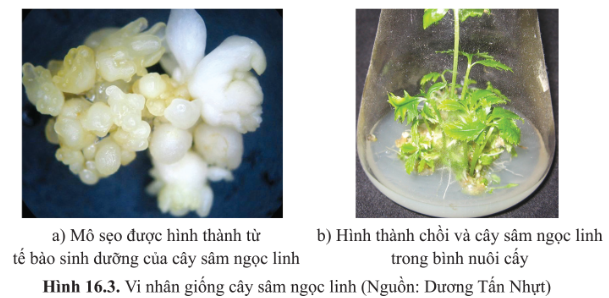 a) Mô sẹo được hình thành từ
tế bào sinh dưỡng của cây sâm ngọc linh
b) Hình thành chồi và cây sâm ngọc linh
trong bình nuôi cấy
Hình 16.3. Vi nhân giống cây sâm ngọc linh (Nguồn: Dương Tấn Nhựt)